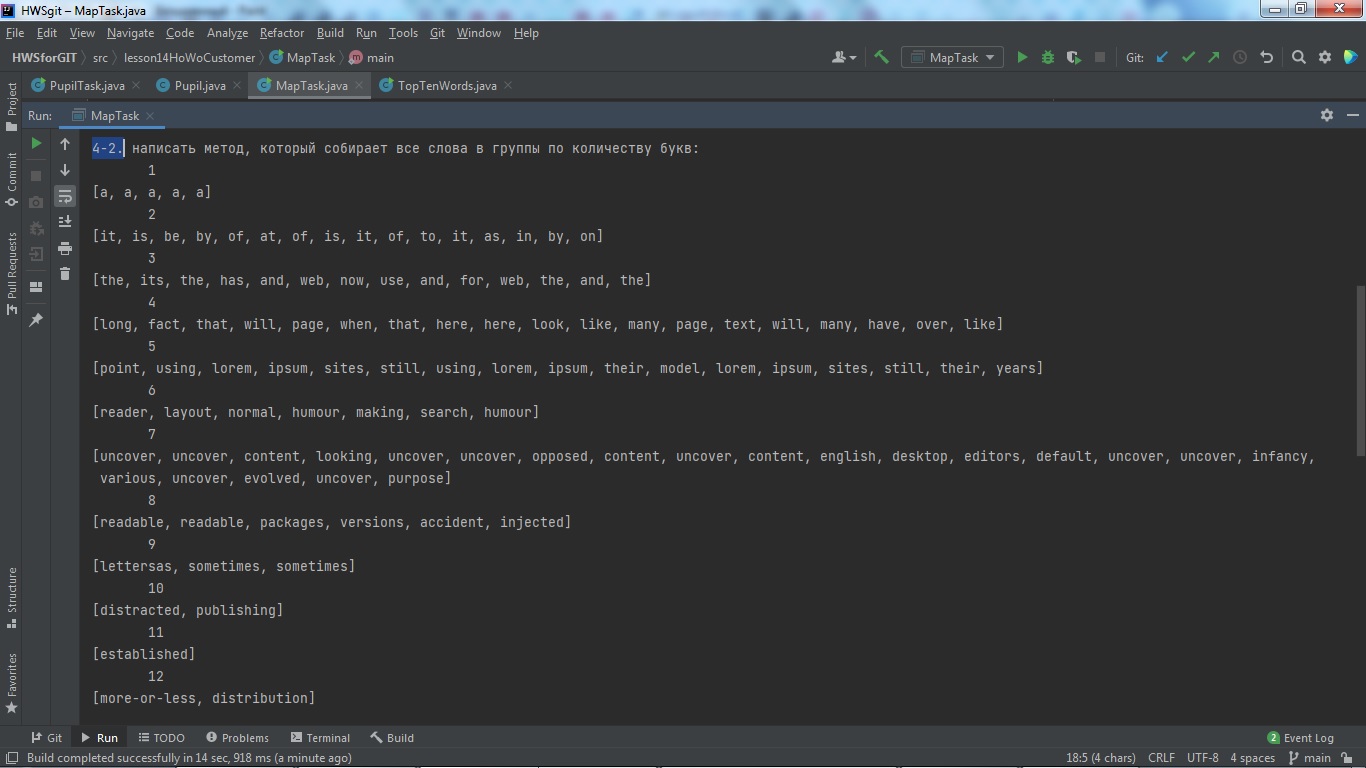 HWSgit – MapTask.java
File Edit View Navigate Code Analyze Refactor Build Run Tools Git Window Help
HWSforGIT src lesson14HoWoCustomer MapTask main MapTask Git:
PupilTask.java Pupil.java MapTask.java TopTenWords.java
Project
Commit
Pull Requests
Structure
Favorites
Run: MapTask
4-2. написать метод, который собирает все слова в группы по количеству букв:
1
[a, a, a, a, a]
2
[it, is, be, by, of, at, of, is, it, of, to, it, as, in, by, on]
3
[the, its, the, has, and, web, now, use, and, for, web, the, and, the]
4
[long, fact, that, will, page, when, that, here, here, look, like, many, page, text, will, many, have, over, like]
5
[point, using, lorem, ipsum, sites, still, using, lorem, ipsum, their, model, lorem, ipsum, sites, still, their, years]
6
[reader, layout, normal, humour, making, search, humour]
7
[uncover, uncover, content, looking, uncover, uncover, opposed, content, uncover, content, english, desktop, editors, default, uncover, uncover, infancy,
various, uncover, evolved, uncover, purpose]
8
[readable, readable, packages, versions, accident, injected]
9
[lettersas, sometimes, sometimes]
10
[distracted, publishing]
11
[established]
12
[more-or-less, distribution]
Git Run TODO Problems Terminal Build 2 Event Log
Build completed successfully in 14 sec, 918 ms (a minute ago) 18:5 (4 chars) CRLF UTF-8 4 spaces main